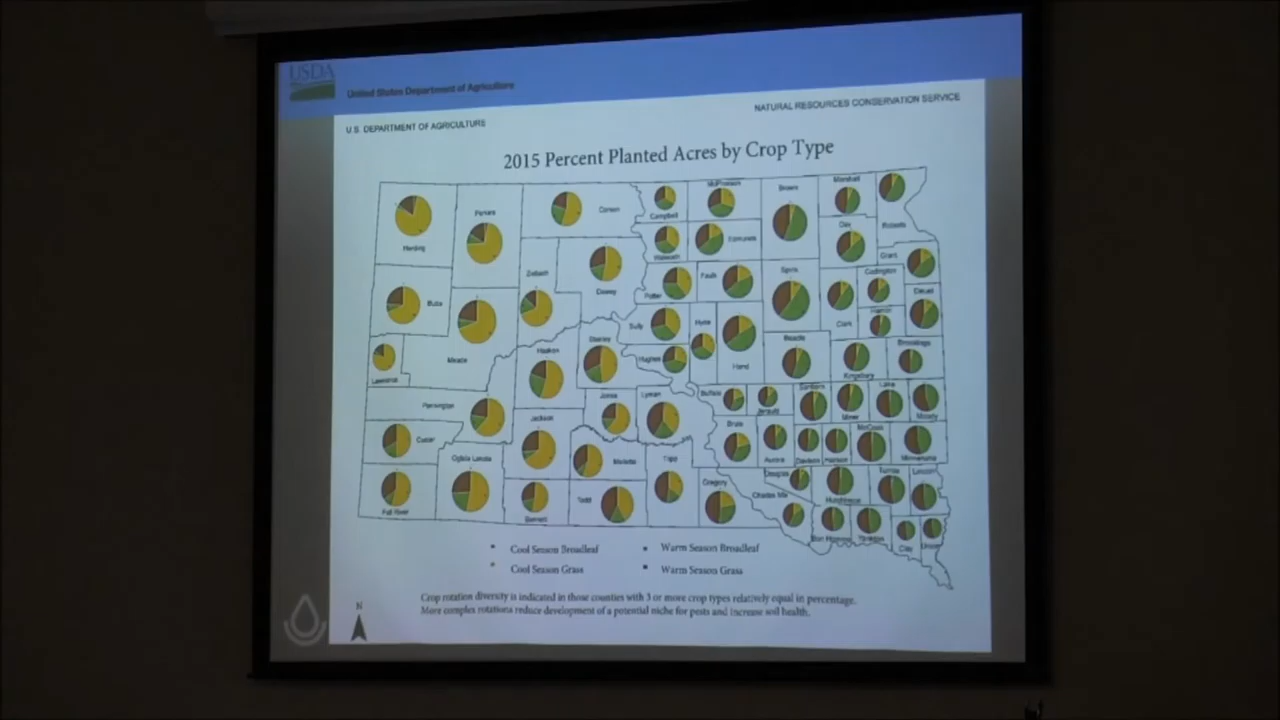 USDA
United States Department of Agriculture
NATURAL RESOURCES CONSERVATION SERVICE
U.S. DEPARTMENT OF AGRICULTURE
2015 Percent Planted Acres by Crop Type
McPherson
Brown
Marshall
Harding
Perkins
Corson
Campbell
Day
Roberts
Walworth
Edmunds
Grant
Ziebach
Dewey
Potter
Faulk
Spink
Codington
Deuel
Butte
Clark
Hamlin
Sully
Hyde
Meade
Haakon
Stanley
Hughes
Hand
Beadle
Kingsbury
Brookings
Lawrence
Pennington
Jones
Lyman
Buffalo
Jerauld
Sanborn
Miner
Lake
Moody
Custer
Jackson
Brule
Aurora
Davison
Hanson
McCook
Minnehaha
Oglala Lakota
Mellette
Tripp
Gregory
Douglas
Charles Mix
Hutchinson
Turner
Lincoln
Fall River
Bennett
Todd
Bon Homme
Yankton
Clay
Union
Cool Season Broadleaf
Warm Season Broadleaf
Cool Season Grass
Warm Season Grass
Crop rotation diversity is indicated in those counties with 3 or more crop types relatively equal in percentage.
More complex rotations reduce development of a potential niche for pests and increase soil health.
N